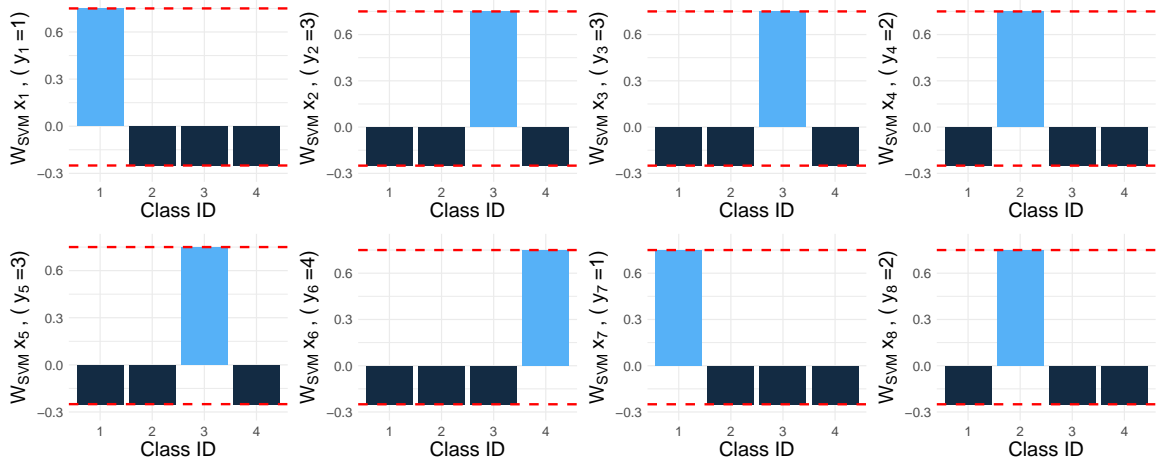 W_SVM x_1 , ( y_1 =1)
0.6
0.3
0.0
−0.3
1 2 3 4
Class ID
W_SVM x_2 , ( y_2 =3)
0.6
0.3
0.0
−0.3
1 2 3 4
Class ID
W_SVM x_3 , ( y_3 =3)
0.6
0.3
0.0
−0.3
1 2 3 4
Class ID
W_SVM x_4 , ( y_4 =2)
0.6
0.3
0.0
−0.3
1 2 3 4
Class ID
W_SVM x_5 , ( y_5 =3)
0.6
0.3
0.0
−0.3
1 2 3 4
Class ID
W_SVM x_6 , ( y_6 =4)
0.6
0.3
0.0
−0.3
1 2 3 4
Class ID
W_SVM x_7 , ( y_7 =1)
0.6
0.3
0.0
−0.3
1 2 3 4
Class ID
W_SVM x_8 , ( y_8 =2)
0.6
0.3
0.0
−0.3
1 2 3 4
Class ID